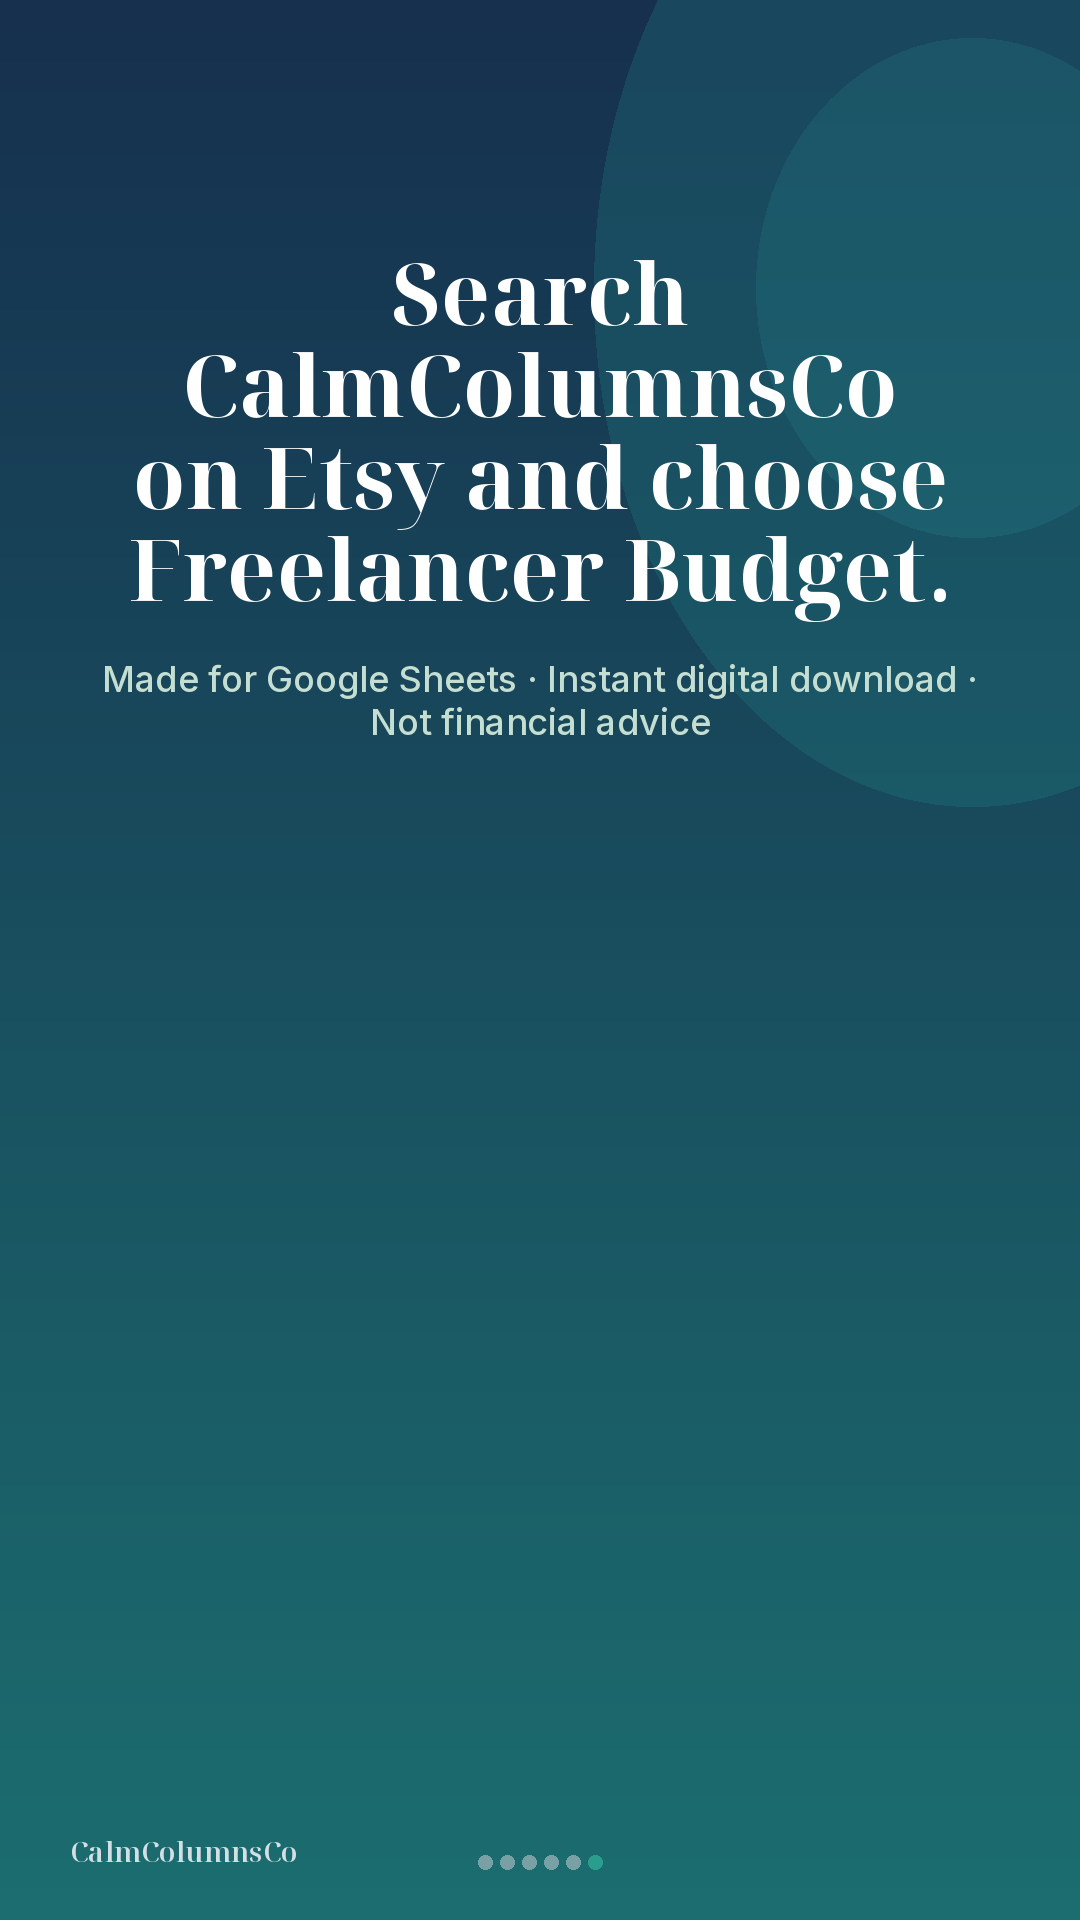 Search
CalmColumnsCo
on Etsy and choose
Freelancer Budget.
Made for Google Sheets · Instant digital download ·
Not financial advice
CalmColumnsCo